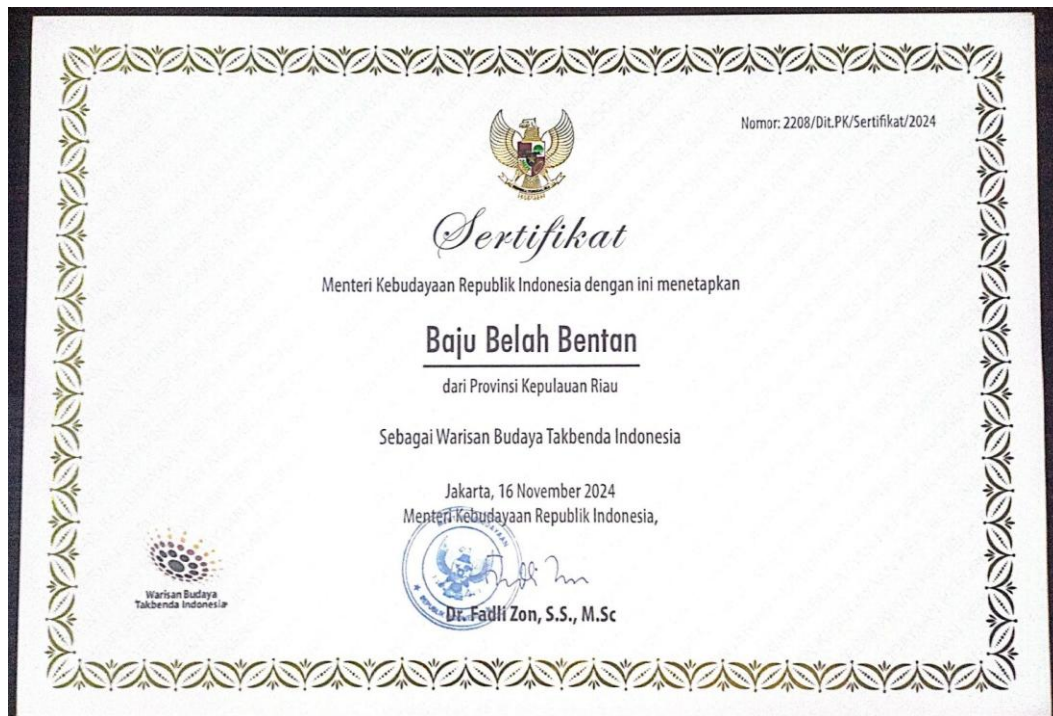 Nomor: 2208/Dit.PK/Sertifikat/2024
Sertifikat
Menteri Kebudayaan Republik Indonesia dengan ini menetapkan
Baju Belah Bentan
dari Provinsi Kepulauan Riau
Sebagai Warisan Budaya Takbenda Indonesia
Jakarta, 16 November 2024
Menteri Kebudayaan Republik Indonesia,
Dr. Fadli Zon, S.S., M.Sc
Warisan Budaya
Takbenda Indonesia